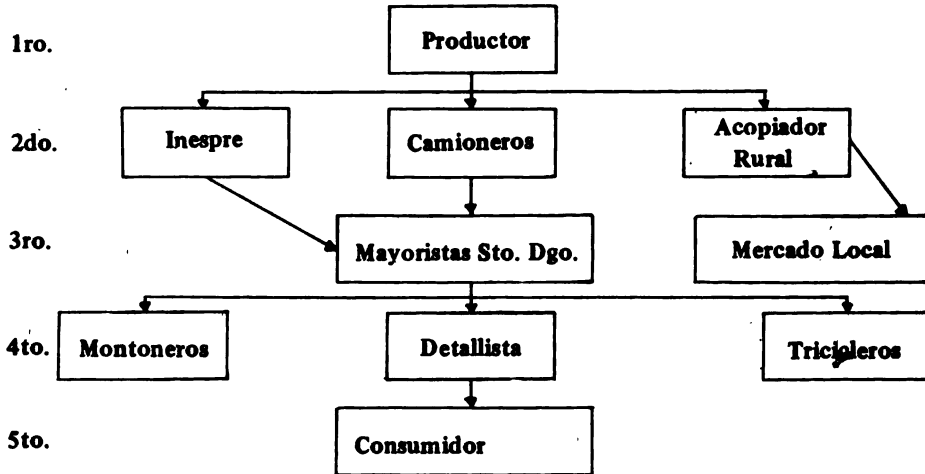 1ro.
Productor
2do.
Inespre
Camioneros
Acopiador
Rural
3ro.
Mayoristas Sto. Dgo.
Mercado Local
4to.
Montoneros
Detallista
Tricicleros
5to.
Consumidor